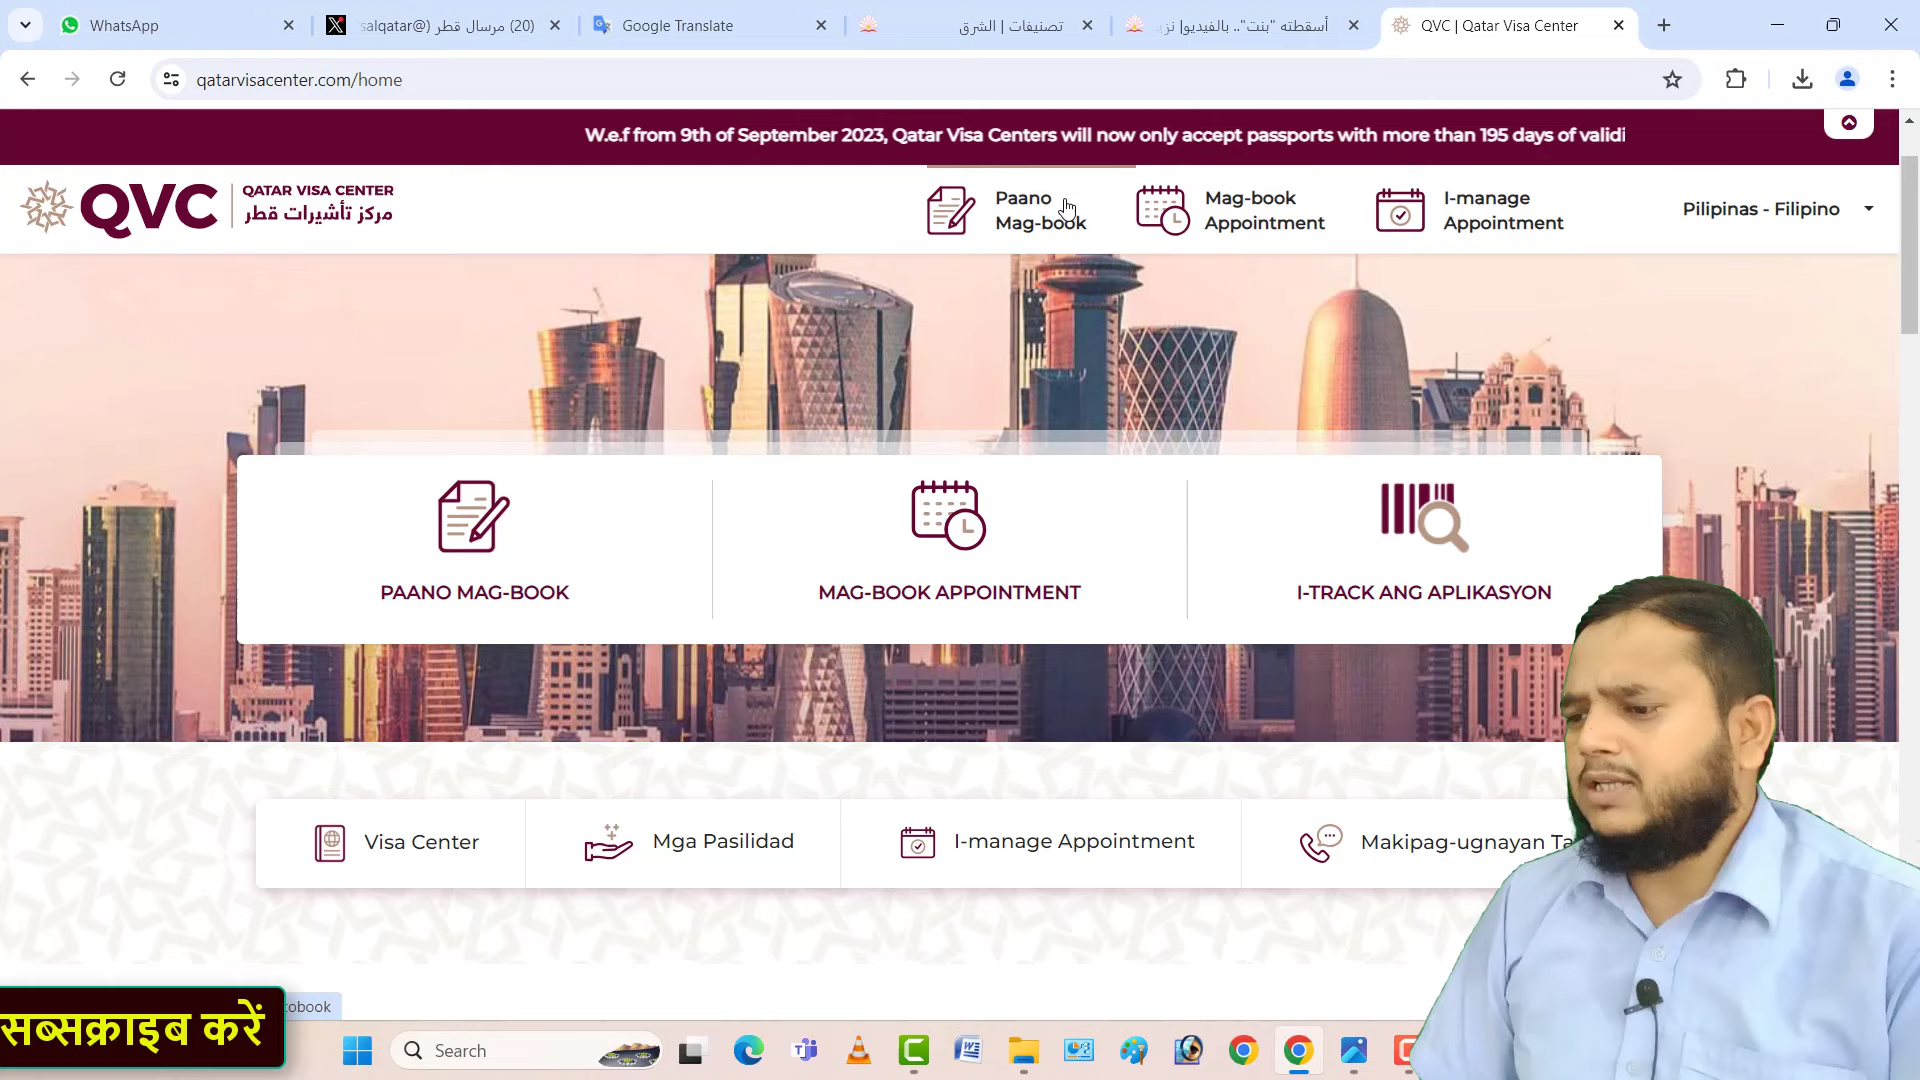 WhatsApp
(20) مرسال قطر (@salqatar
Google Translate
تصنيفات | الشرق
أسقطته "بنت".. بالفيديو| نز
QVC | Qatar Visa Center
qatarvisacenter.com/home
W.e.f from 9th of September 2023, Qatar Visa Centers will now only accept passports with more than 195 days of validi
QVC
QATAR VISA CENTER
مركز تأشيرات قطر
Paano
Mag-book
Mag-book
Appointment
I-manage
Appointment
Pilipinas - Filipino
PAANO MAG-BOOK
MAG-BOOK APPOINTMENT
I-TRACK ANG APLIKASYON
Visa Center
Mga Pasilidad
I-manage Appointment
Makipag-ugnayan Ta
tobook
सब्सक्राइब करें
Search